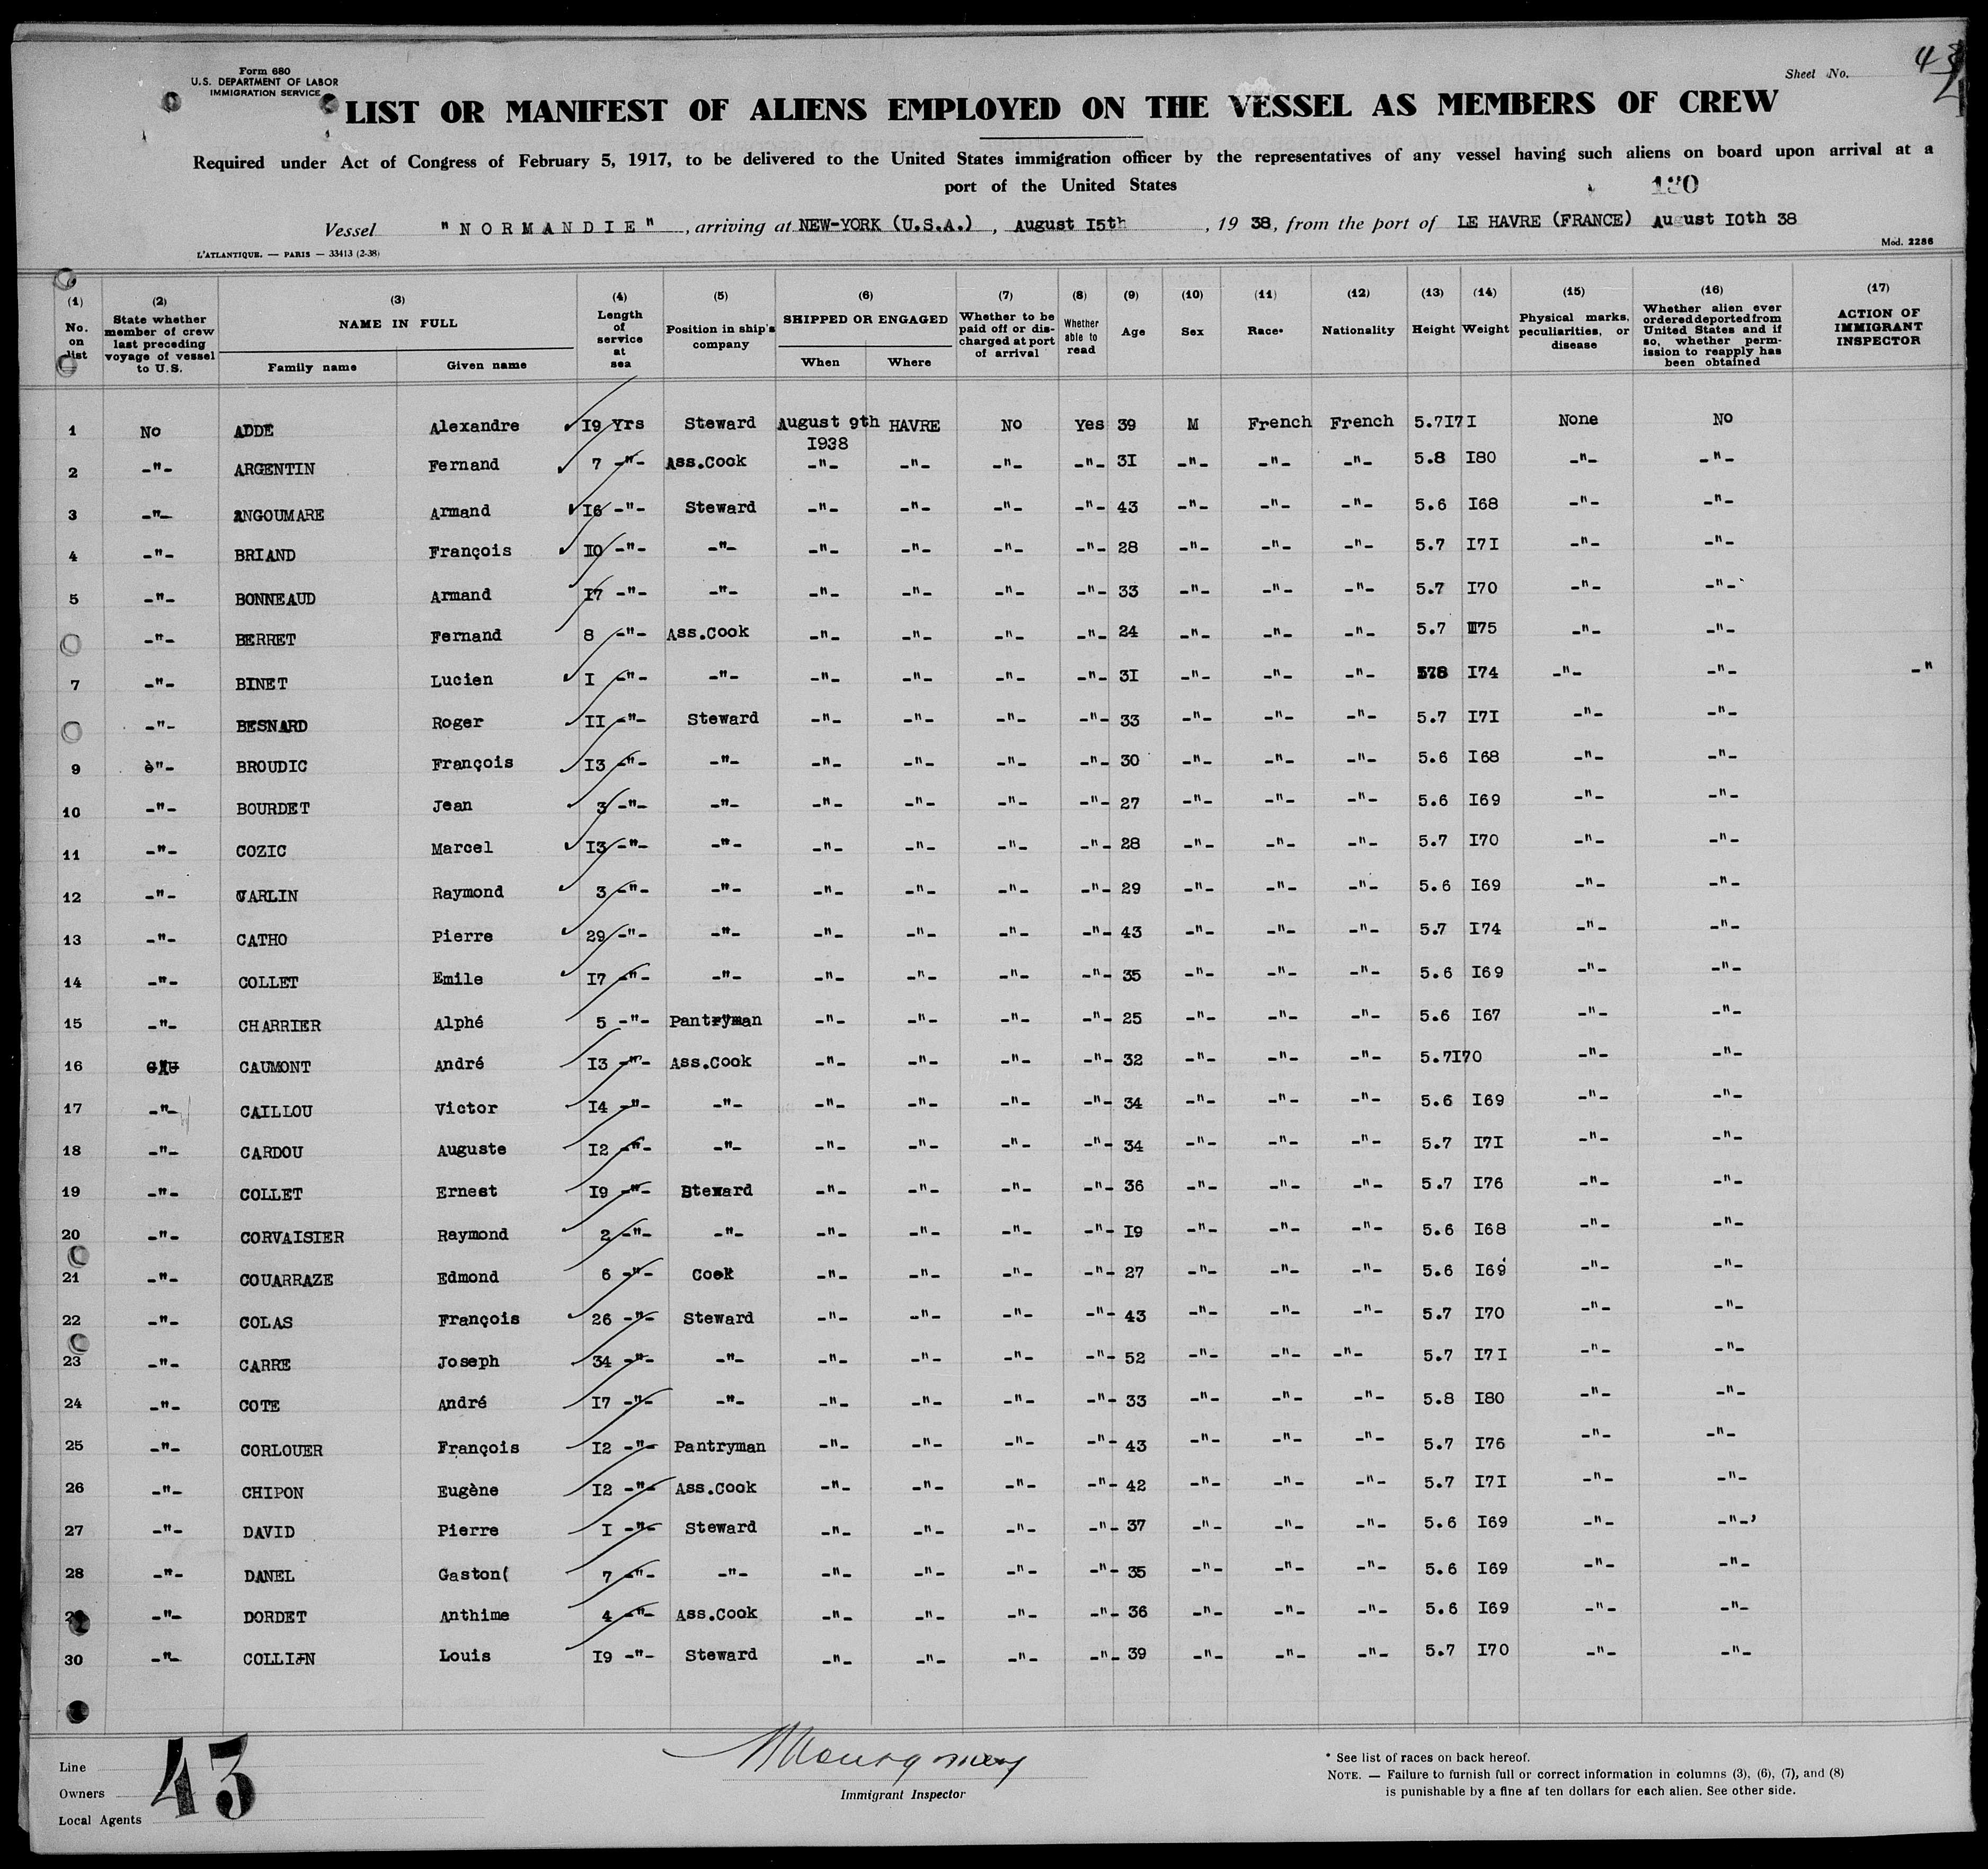 Form 680
U.S. DEPARTMENT OF LABOR
IMMIGRATION SERVICE
Sheet No. 43
LIST OR MANIFEST OF ALIENS EMPLOYED ON THE VESSEL AS MEMBERS OF CREW
Required under Act of Congress of February 5, 1917, to be delivered to the United States immigration officer by the representatives of any vessel having such aliens on board upon arrival at a
port of the United States
Vessel "NORMANDIE", arriving at NEW-YORK (U.S.A.), August I5th, 1938, from the port of LE HAVRE (FRANCE) August I0th 38
L'ATLANTIQUE. — PARIS — 33413 (2-38)
Mod. 2286
(1) No. on list (2) State whether member of crew last preceding voyage of vessel to U.S. (3) NAME IN FULL Family name Given name (4) Length of service at sea (5) Position in ship's company (6) SHIPPED OR ENGAGED When Where (7) Whether to be paid off or discharged at port of arrival (8) Whether able to read (9) Age (10) Sex (11) Race* (12) Nationality (13) Height (14) Weight (15) Physical marks, peculiarities, or disease (16) Whether alien ever ordered deported from United States and if so, whether permission to reapply has been obtained (17) ACTION OF IMMIGRANT INSPECTOR
1 No ADDE Alexandre I9 Yrs Steward August 9th I938 HAVRE No Yes 39 M French French 5.7 I7I None No
2 -"- ARGENTIN Fernand 7 -"- Ass.Cook -"- -"- -"- -"- 3I -"- -"- -"- 5.8 I80 -"- -"-
3 -"- ANGOUMARE Armand I6 -"- Steward -"- -"- -"- -"- 43 -"- -"- -"- 5.6 I68 -"- -"-
4 -"- BRIAND François I0 -"- -"- -"- -"- -"- -"- 28 -"- -"- -"- 5.7 I7I -"- -"-
5 -"- BONNEAUD Armand I7 -"- -"- -"- -"- -"- -"- 33 -"- -"- -"- 5.7 I70 -"- -"-
-"- BERRET Fernand 8 -"- Ass.Cook -"- -"- -"- -"- 24 -"- -"- -"- 5.7 I75 -"- -"-
7 -"- BINET Lucien I -"- -"- -"- -"- -"- -"- 3I -"- -"- -"- I74 -"- -"- -"
-"- BESNARD Roger II -"- Steward -"- -"- -"- -"- 33 -"- -"- -"- 5.7 I7I -"- -"-
9 è"- BROUDIC François I3 -"- -"- -"- -"- -"- -"- 30 -"- -"- -"- 5.6 I68 -"- -"-
10 -"- BOURDET Jean 3 -"- -"- -"- -"- -"- -"- 27 -"- -"- -"- 5.6 I69 -"- -"-
11 -"- COZIC Marcel I3 -"- -"- -"- -"- -"- -"- 28 -"- -"- -"- 5.7 I70 -"- -"-
12 -"- CARLIN Raymond 3 -"- -"- -"- -"- -"- -"- 29 -"- -"- -"- 5.6 I69 -"- -"-
13 -"- CATHO Pierre 29 -"- -"- -"- -"- -"- -"- 43 -"- -"- -"- 5.7 I74 -"- -"-
14 -"- COLLET Emile I7 -"- -"- -"- -"- -"- -"- 35 -"- -"- -"- 5.6 I69 -"- -"-
15 -"- CHARRIER Alphé 5 -"- Pantryman -"- -"- -"- -"- 25 -"- -"- -"- 5.6 I67 -"- -"-
16 CAUMONT André I3 -"- Ass.Cook -"- -"- -"- -"- 32 -"- -"- -"- 5.7 I70 -"- -"-
17 -"- CAILLOU Victor I4 -"- -"- -"- -"- -"- -"- 34 -"- -"- -"- 5.6 I69 -"- -"-
18 -"- CARDOU Auguste I2 -"- -"- -"- -"- -"- -"- 34 -"- -"- -"- 5.7 I7I -"- -"-
19 -"- COLLET Ernest I9 -"- Steward -"- -"- -"- -"- 36 -"- -"- -"- 5.7 I76 -"- -"-
20 -"- CORVAISIER Raymond 2 -"- -"- -"- -"- -"- -"- I9 -"- -"- -"- 5.6 I68 -"- -"-
21 -"- COUARRAZE Edmond 6 -"- Cook -"- -"- -"- -"- 27 -"- -"- -"- 5.6 I69 -"- -"-
22 -"- COLAS François 26 -"- Steward -"- -"- -"- -"- 43 -"- -"- -"- 5.7 I70 -"- -"-
23 -"- CARRE Joseph 34 -"- -"- -"- -"- -"- -"- 52 -"- -"- -"- 5.7 I7I -"- -"-
24 -"- COTE André I7 -"- -"- -"- -"- -"- -"- 33 -"- -"- -"- 5.8 I80 -"- -"-
25 -"- CORLOUER François I2 -"- Pantryman -"- -"- -"- -"- 43 -"- -"- -"- 5.7 I76 -"- -"-
26 -"- CHIPON Eugène I2 -"- Ass.Cook -"- -"- -"- -"- 42 -"- -"- -"- 5.7 I7I -"- -"-
27 -"- DAVID Pierre I -"- Steward -"- -"- -"- -"- 37 -"- -"- -"- 5.6 I69 -"- -"-
28 -"- DANEL Gaston( 7 -"- -"- -"- -"- -"- -"- 35 -"- -"- -"- 5.6 I69 -"- -"-
29 -"- DORDET Anthime 4 -"- Ass.Cook -"- -"- -"- -"- 36 -"- -"- -"- 5.6 I69 -"- -"-
30 -"- COLLIN Louis I9 -"- Steward -"- -"- -"- -"- 39 -"- -"- -"- 5.7 I70 -"- -"-
Line
Owners
Local Agents
43
Immigrant Inspector
* See list of races on back hereof.
NOTE. — Failure to furnish full or correct information in columns (3), (6), (7), and (8)
is punishable by a fine af ten dollars for each alien. See other side.